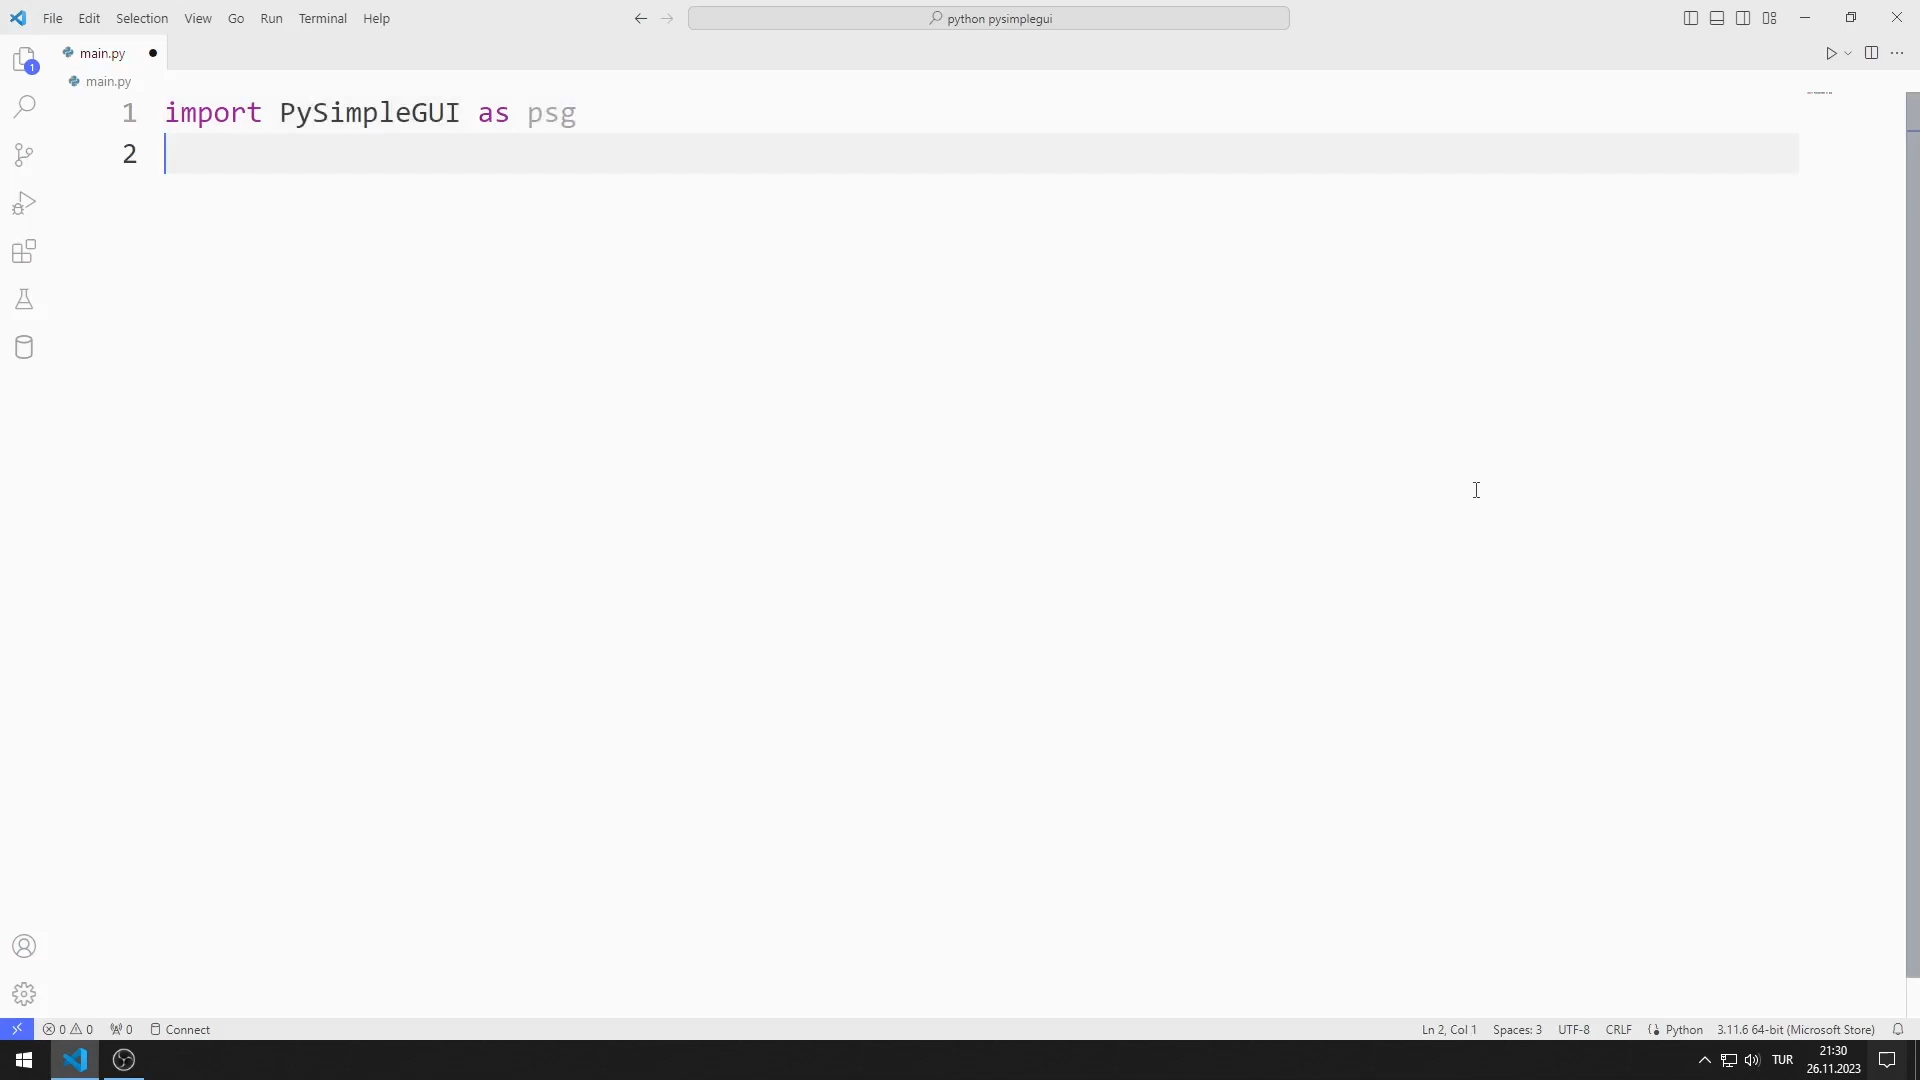 File Edit Selection View Go Run Terminal Help
python pysimplegui
main.py
main.py
1 import PySimpleGUI as psg
2
1
0 0 0 Connect
Ln 2, Col 1 Spaces: 3 UTF-8 CRLF Python 3.11.6 64-bit (Microsoft Store)
TUR
21:30
26.11.2023